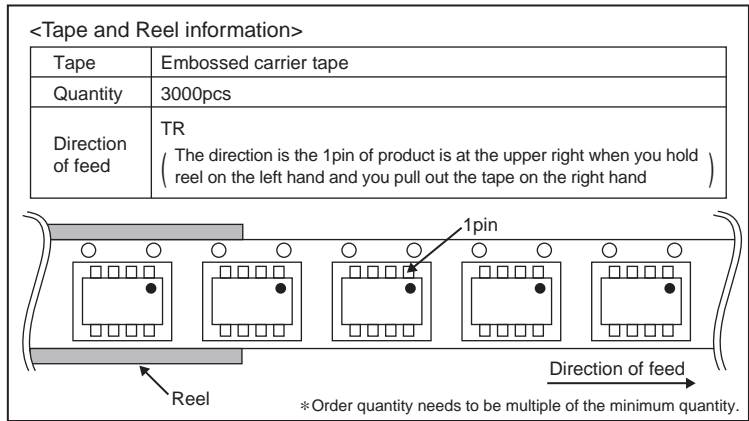 <Tape and Reel information>
Tape Embossed carrier tape
Quantity 3000pcs
Direction of feed TR
( The direction is the 1pin of product is at the upper right when you hold
reel on the left hand and you pull out the tape on the right hand )
1pin
Direction of feed
Reel
*Order quantity needs to be multiple of the minimum quantity.